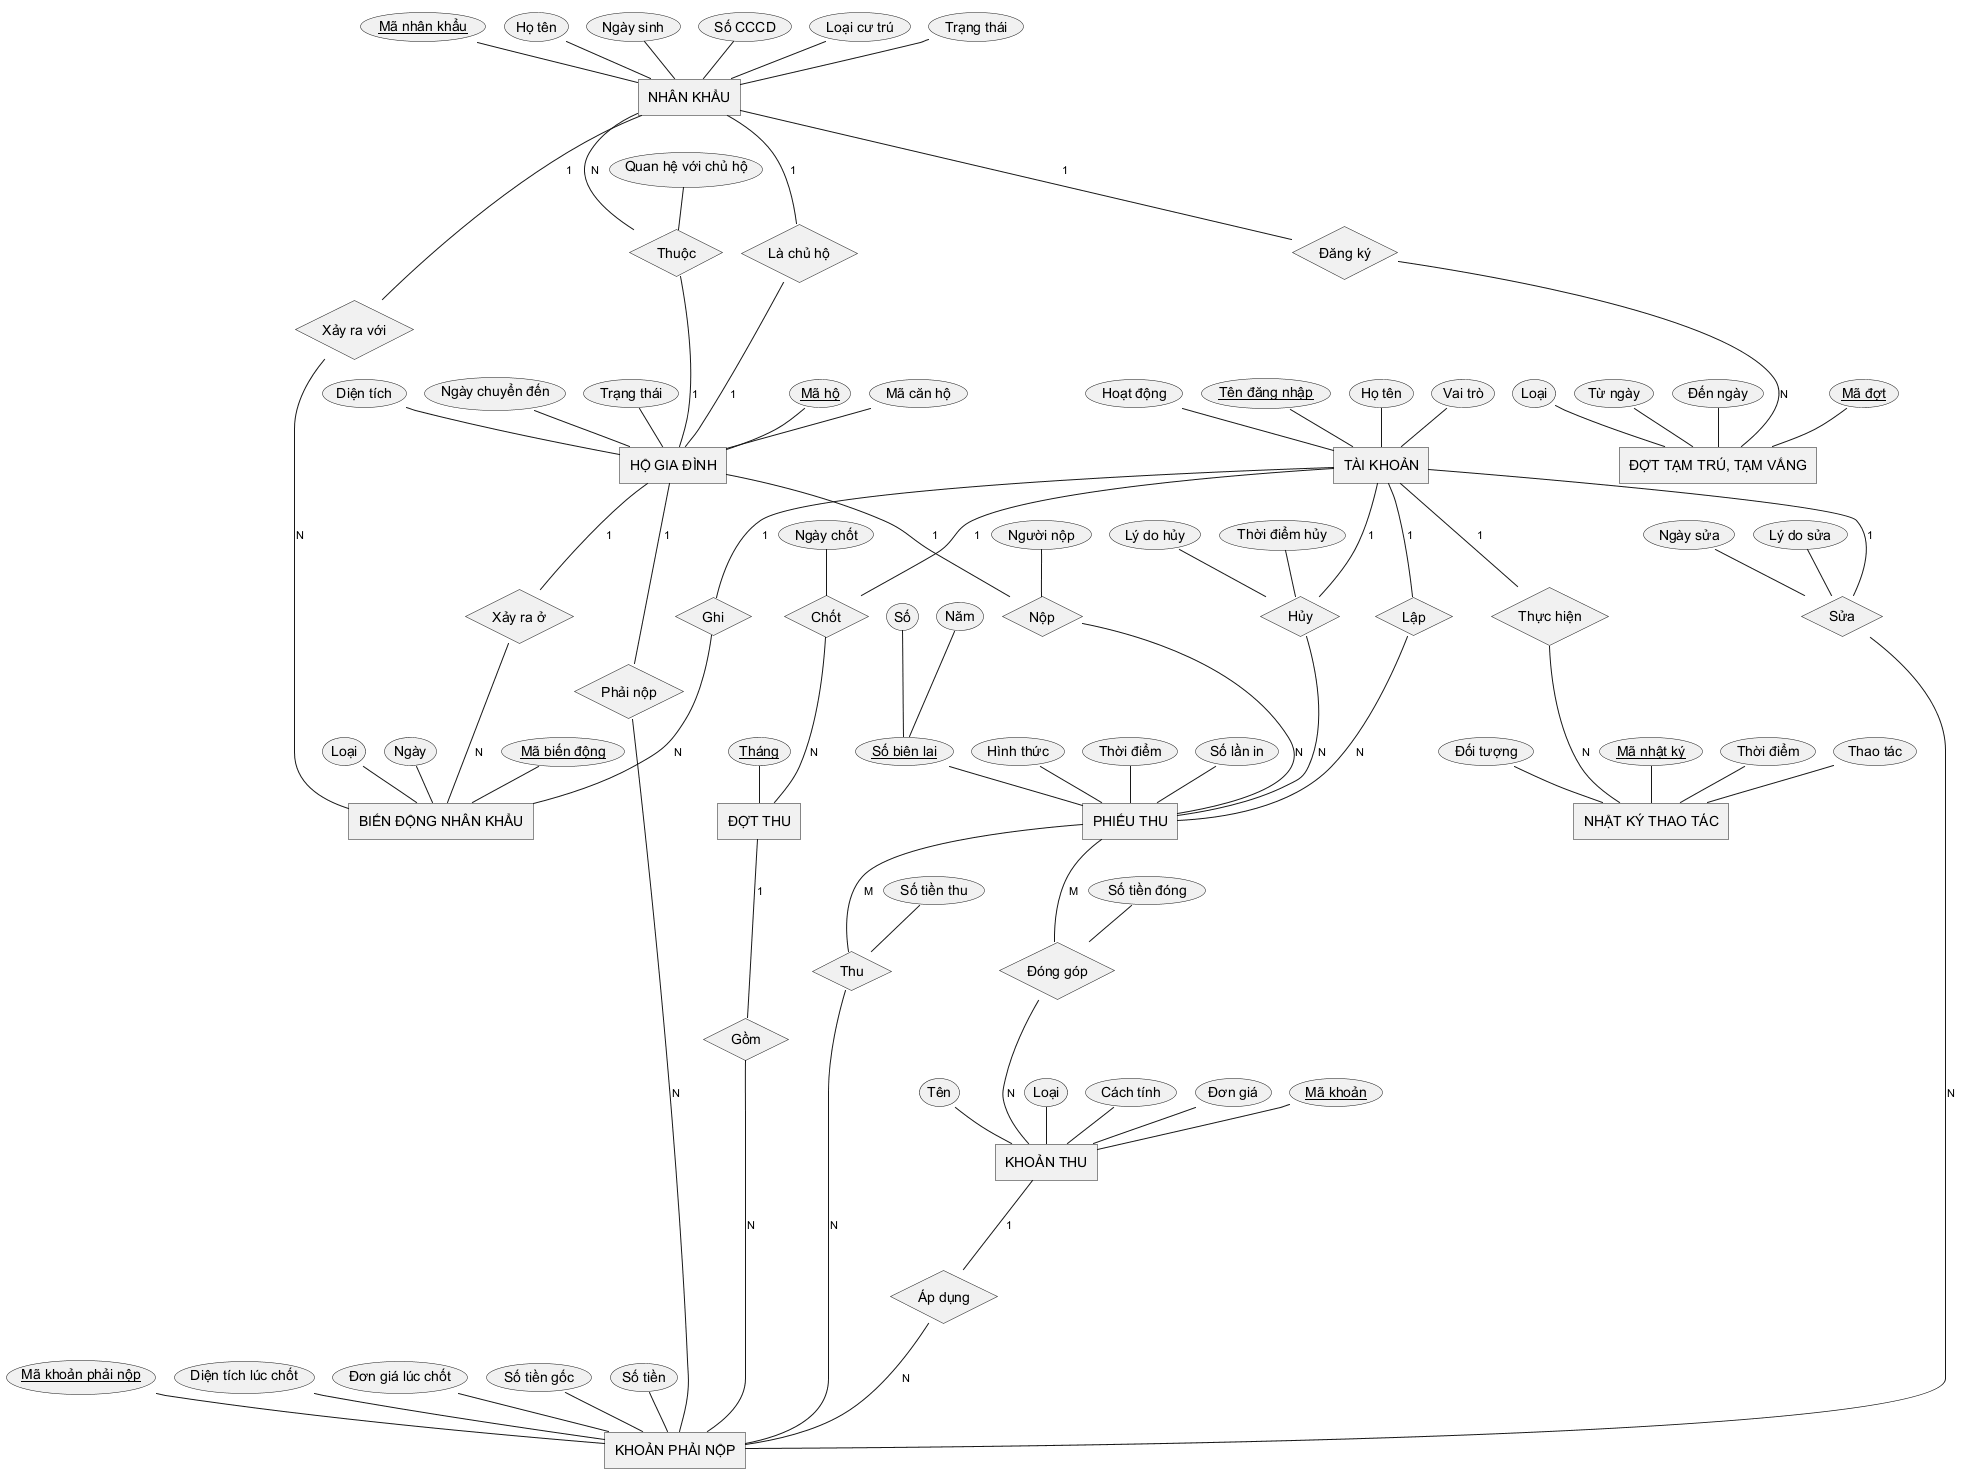 Mã nhân khẩu
Họ tên
Ngày sinh
Số CCCD
Loại cư trú
Trạng thái
NHÂN KHẨU
1
N
Quan hệ với chủ hộ
1
1
Thuộc
Là chủ hộ
Đăng ký
Xảy ra với
Diện tích
Ngày chuyển đến
Trạng thái
1
1
Mã hộ
Mã căn hộ
Hoạt động
Tên đăng nhập
Họ tên
Vai trò
Loại
Từ ngày
Đến ngày
N
Mã đợt
HỘ GIA ĐÌNH
TÀI KHOẢN
ĐỢT TẠM TRÚ, TẠM VẮNG
N
1
1
1
Ngày chốt
1
1
Người nộp
Lý do hủy
Thời điểm hủy
1
1
1
Ngày sửa
Lý do sửa
1
Xảy ra ở
Ghi
Chốt
Số
Năm
Nộp
Hủy
Lập
Thực hiện
Sửa
Phải nộp
Loại
Ngày
N
Mã biến động
N
Tháng
N
Số biên lai
Hình thức
Thời điểm
Số lần in
N
N
N
Đối tượng
N
Mã nhật ký
Thời điểm
Thao tác
BIẾN ĐỘNG NHÂN KHẨU
ĐỢT THU
PHIẾU THU
NHẬT KÝ THAO TÁC
1
M
Số tiền thu
M
Số tiền đóng
Thu
Đóng góp
Gồm
N
Tên
N
Loại
Cách tính
Đơn giá
Mã khoản
N
KHOẢN THU
N
N
1
Áp dụng
Mã khoản phải nộp
Diện tích lúc chốt
Đơn giá lúc chốt
Số tiền gốc
Số tiền
N
KHOẢN PHẢI NỘP